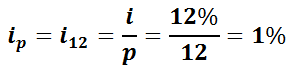 i_p = i_12 = i/p = 12%/12 = 1%